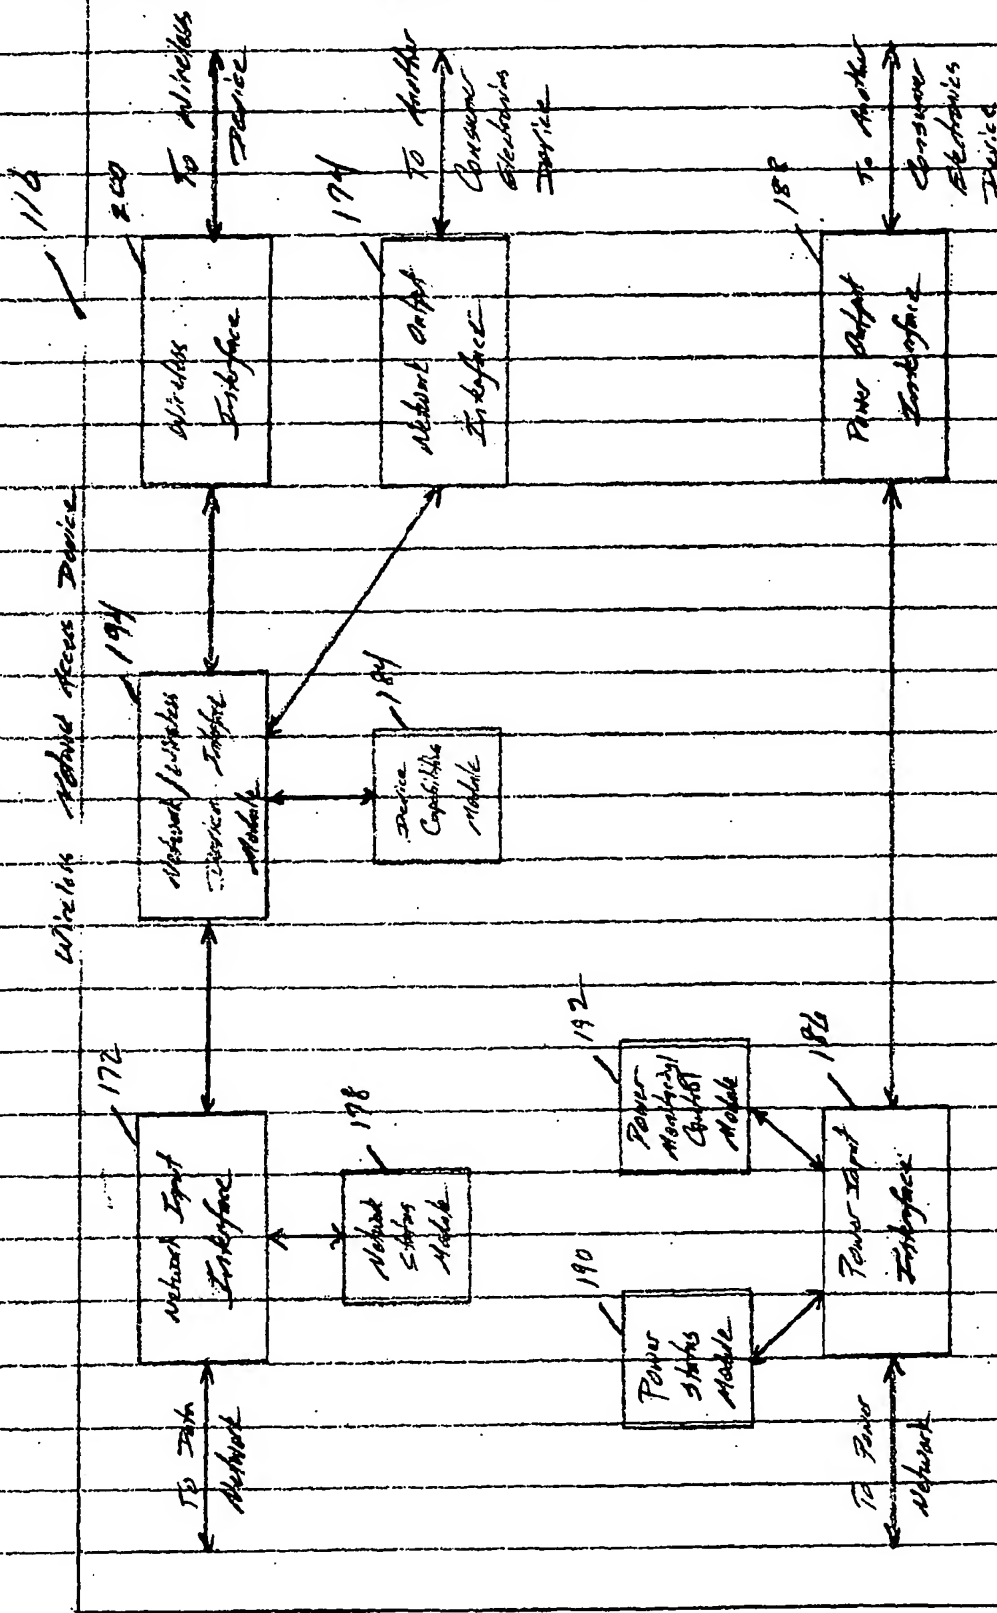 Wireless Network Access Device
116
To Data
Network
172
Network Input
Interface
178
Network
Status
Module
194
Network/Wireless
Device Interface
Module
184
Device
Capabilities
Module
200
Wireless
Interface
To Wireless
Device
174
Network Output
Interface
To Another
Consumer
Electronics
Device
190
Power
Status
Module
192
Power
Monitoring/
Control
Module
186
Power Input
Interface
To Power
Network
188
Power Output
Interface
To Another
Consumer
Electronics
Device